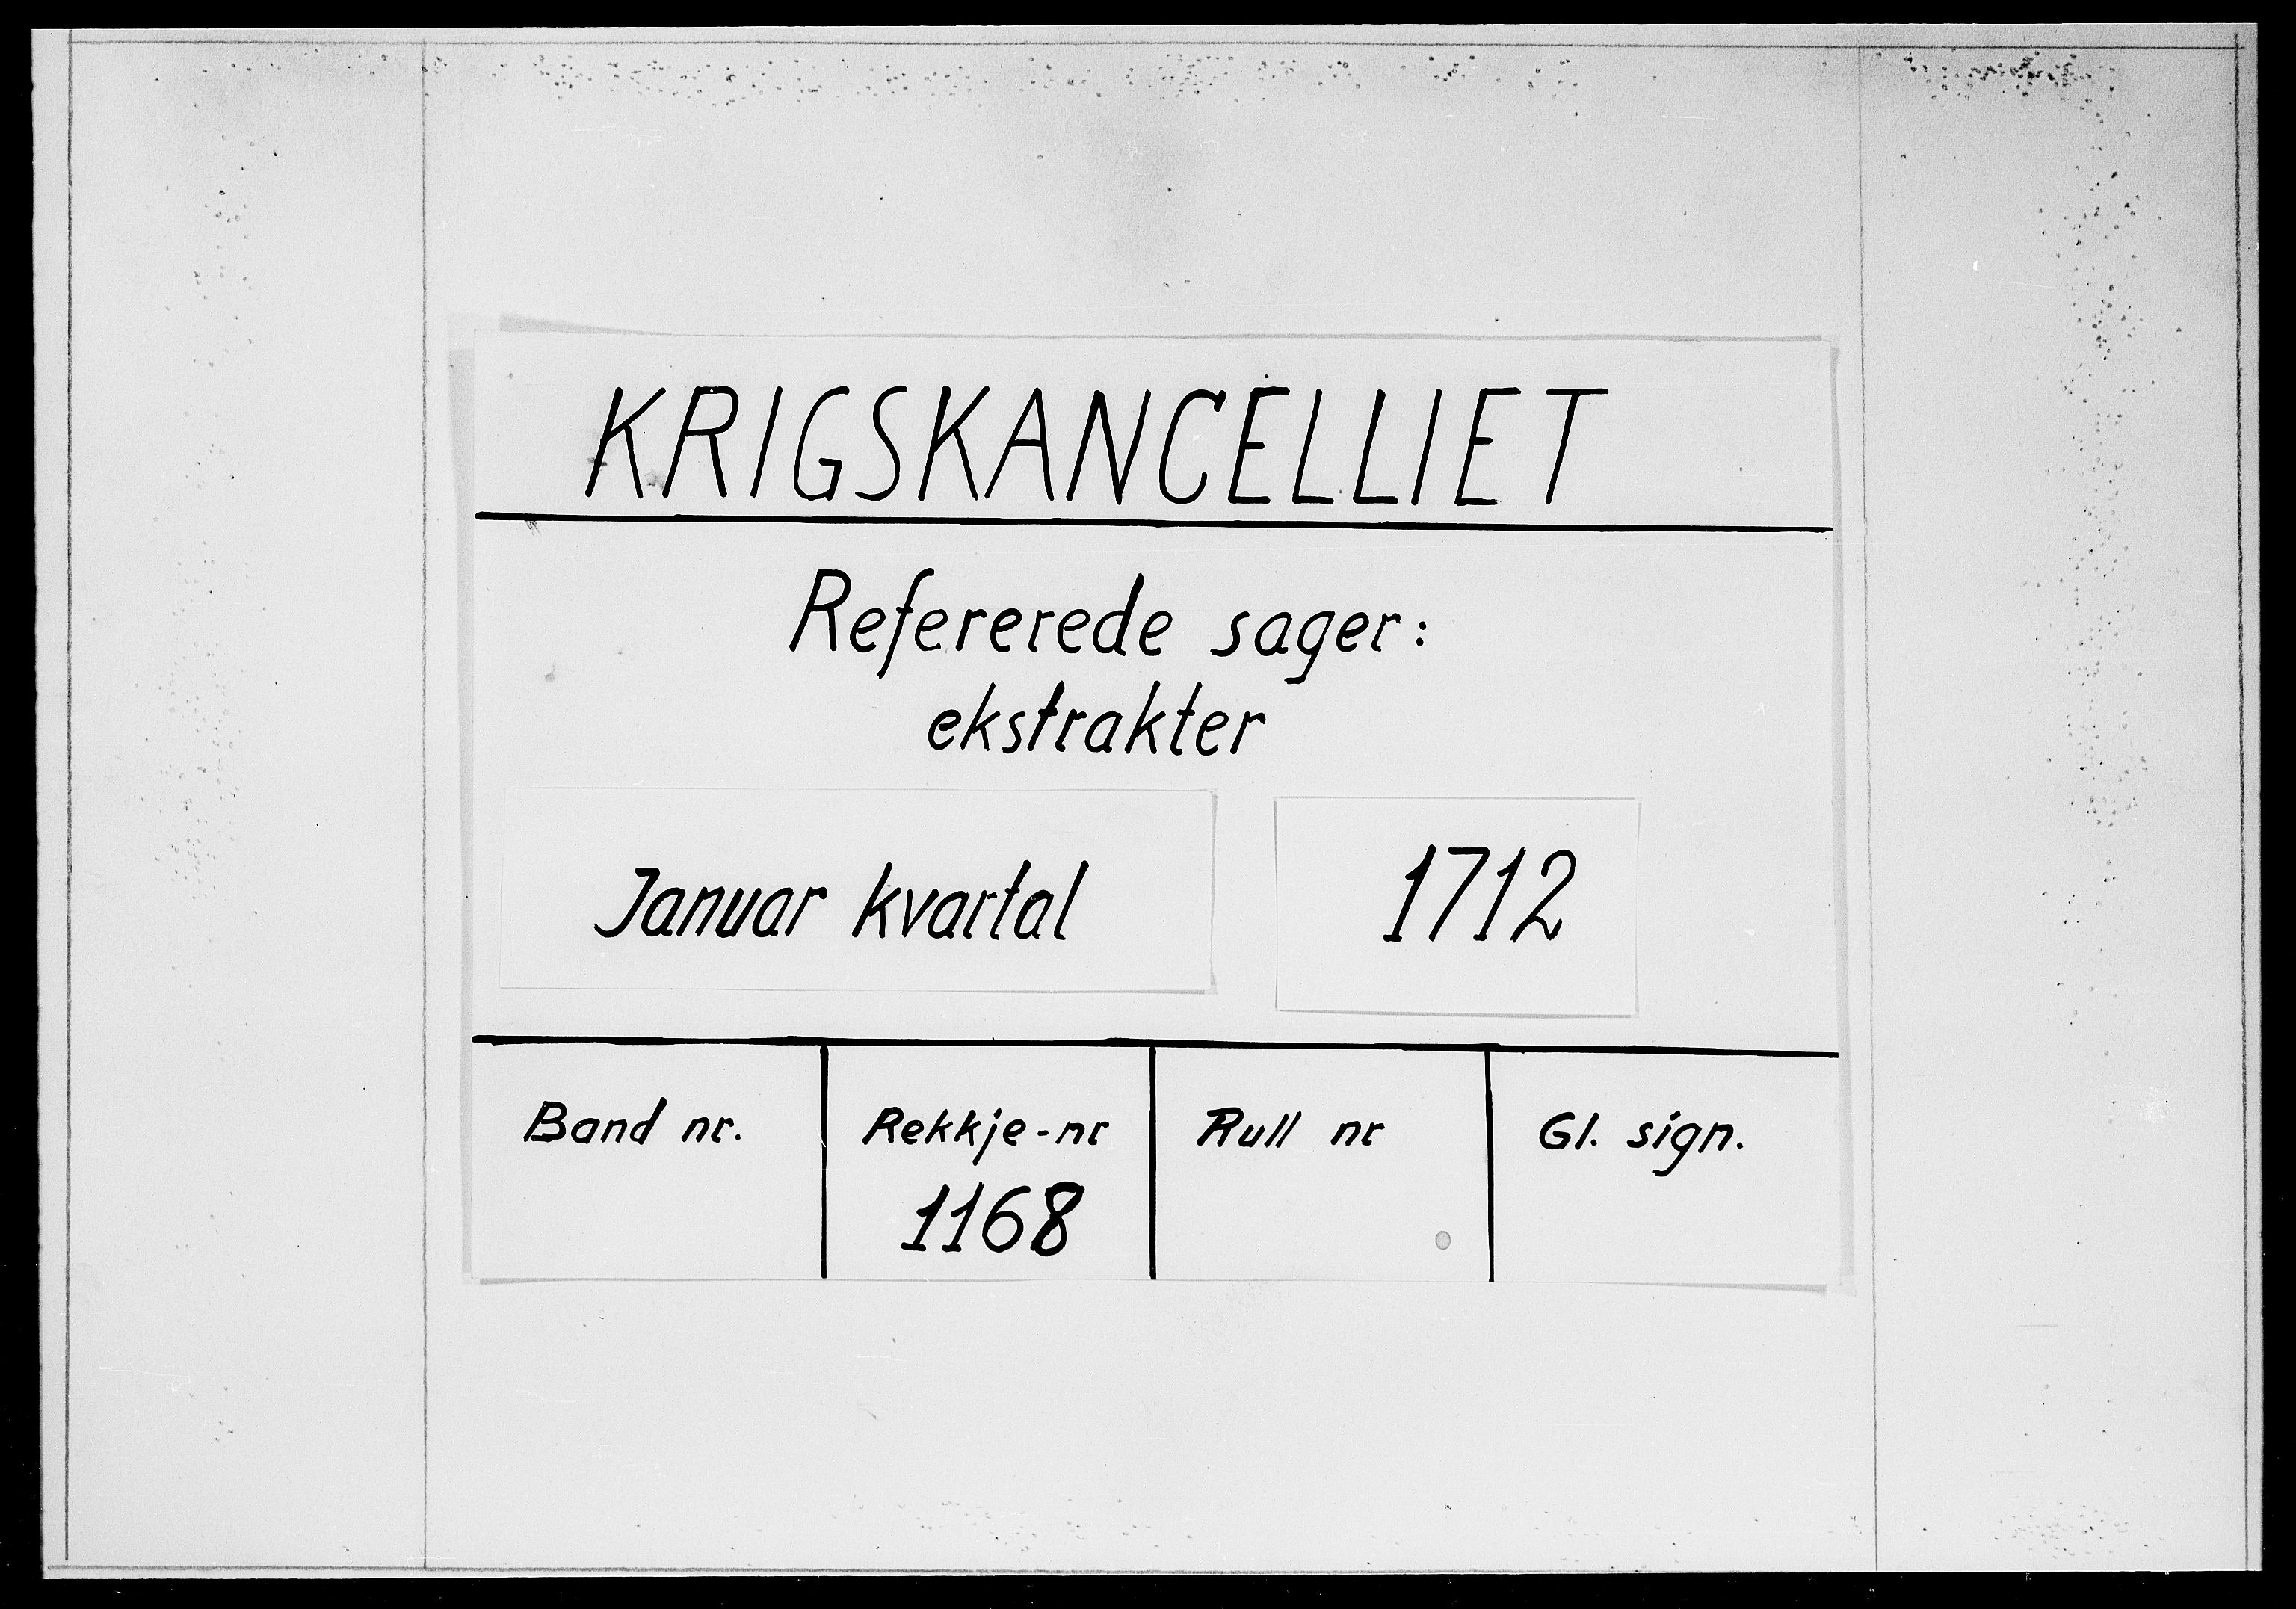 KRIGSKANCELLIET
Refererede sager:
ekstrakter
Januar kvartal
1712
Band nr.
Rekkje-nr
1168
Rull nr
Gl. sign.